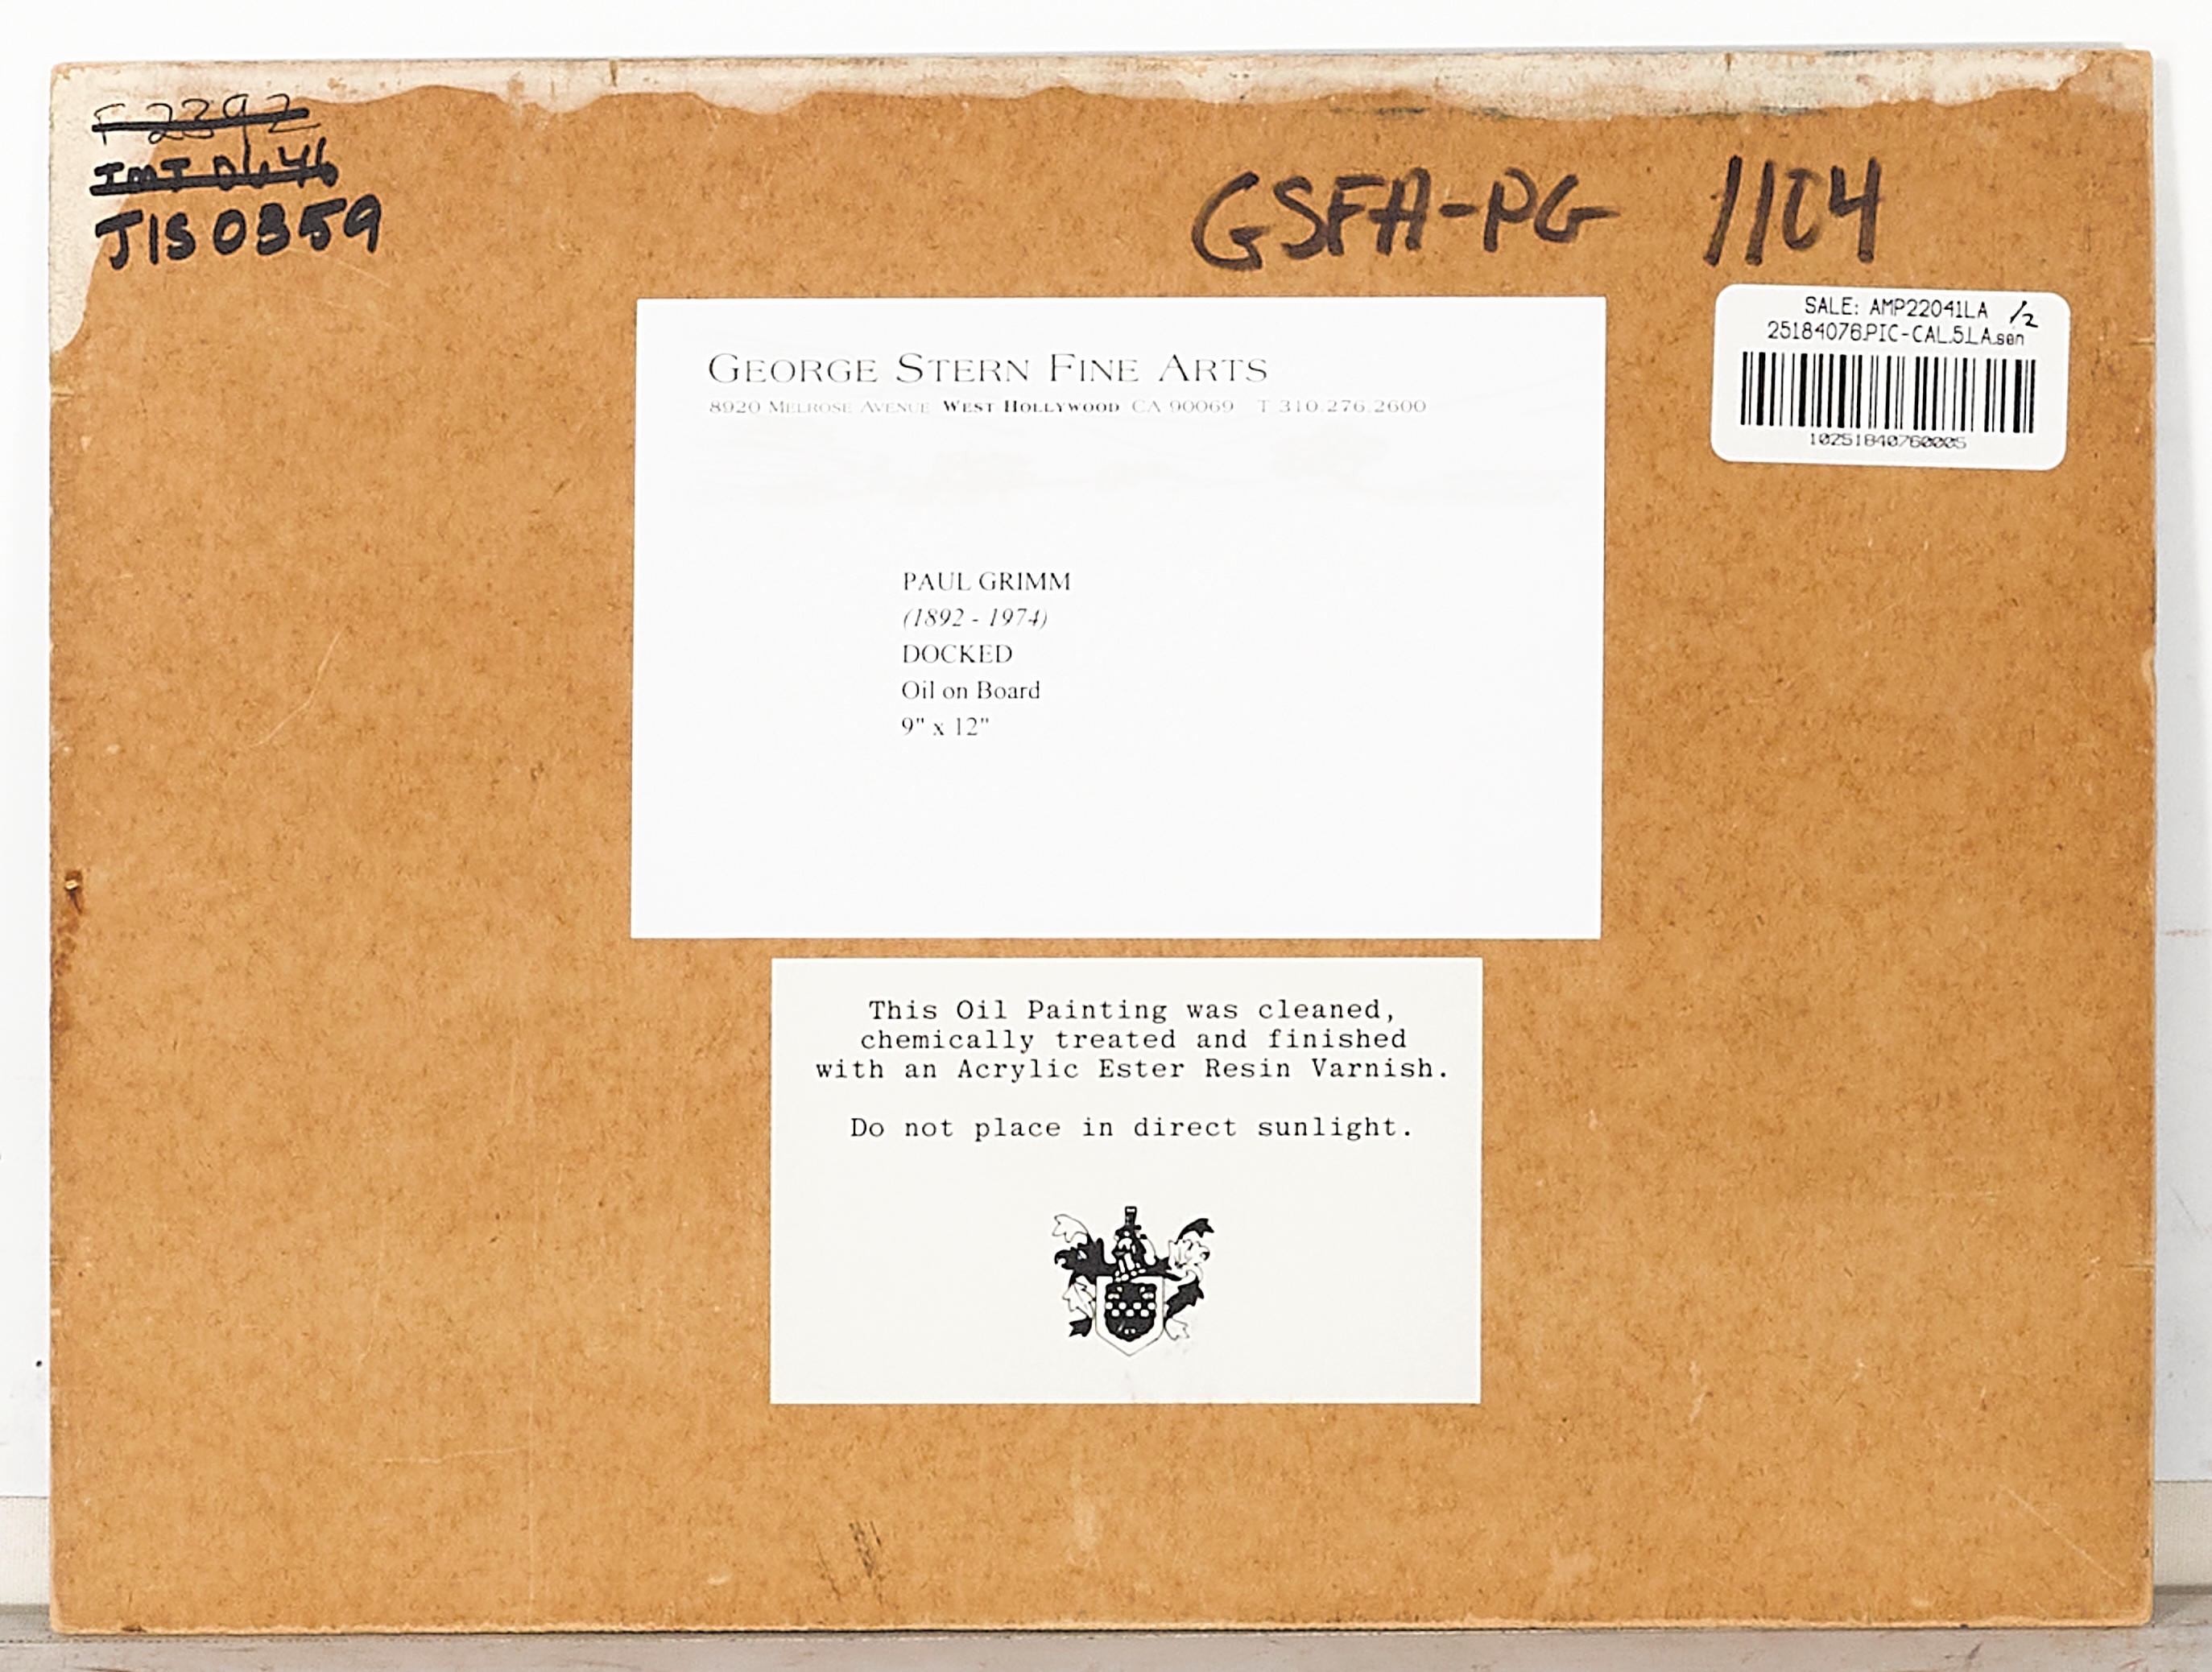 F 2392
JIS0359
GSFA-PG 1104
SALE: AMP22041LA 1/2
25184076.PIC-CAL.5.LA.sen
10251840760005
GEORGE STERN FINE ARTS
8920 MELROSE AVENUE WEST HOLLYWOOD CA 90069 T 310.276.2600
PAUL GRIMM
(1892 - 1974)
DOCKED
Oil on Board
9" x 12"
This Oil Painting was cleaned,
chemically treated and finished
with an Acrylic Ester Resin Varnish.
Do not place in direct sunlight.